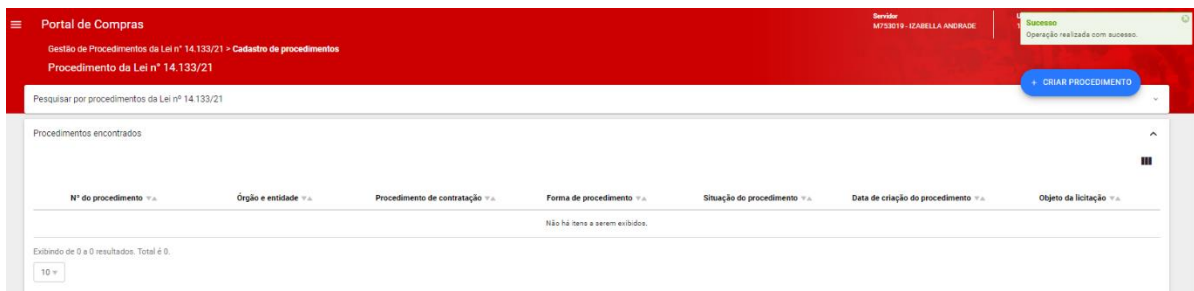 Portal de Compras
Servidor
M753019 - IZABELLA ANDRADE
Sucesso
Operação realizada com sucesso.
Gestão de Procedimentos da Lei n° 14.133/21 > Cadastro de procedimentos
Procedimento da Lei n° 14.133/21
+ CRIAR PROCEDIMENTO
Pesquisar por procedimentos da Lei nº 14.133/21
Procedimentos encontrados
N° do procedimento Órgão e entidade Procedimento de contratação Forma de procedimento Situação do procedimento Data de criação do procedimento Objeto da licitação
Não há itens a serem exibidos.
Exibindo de 0 a 0 resultados. Total é 0.
10